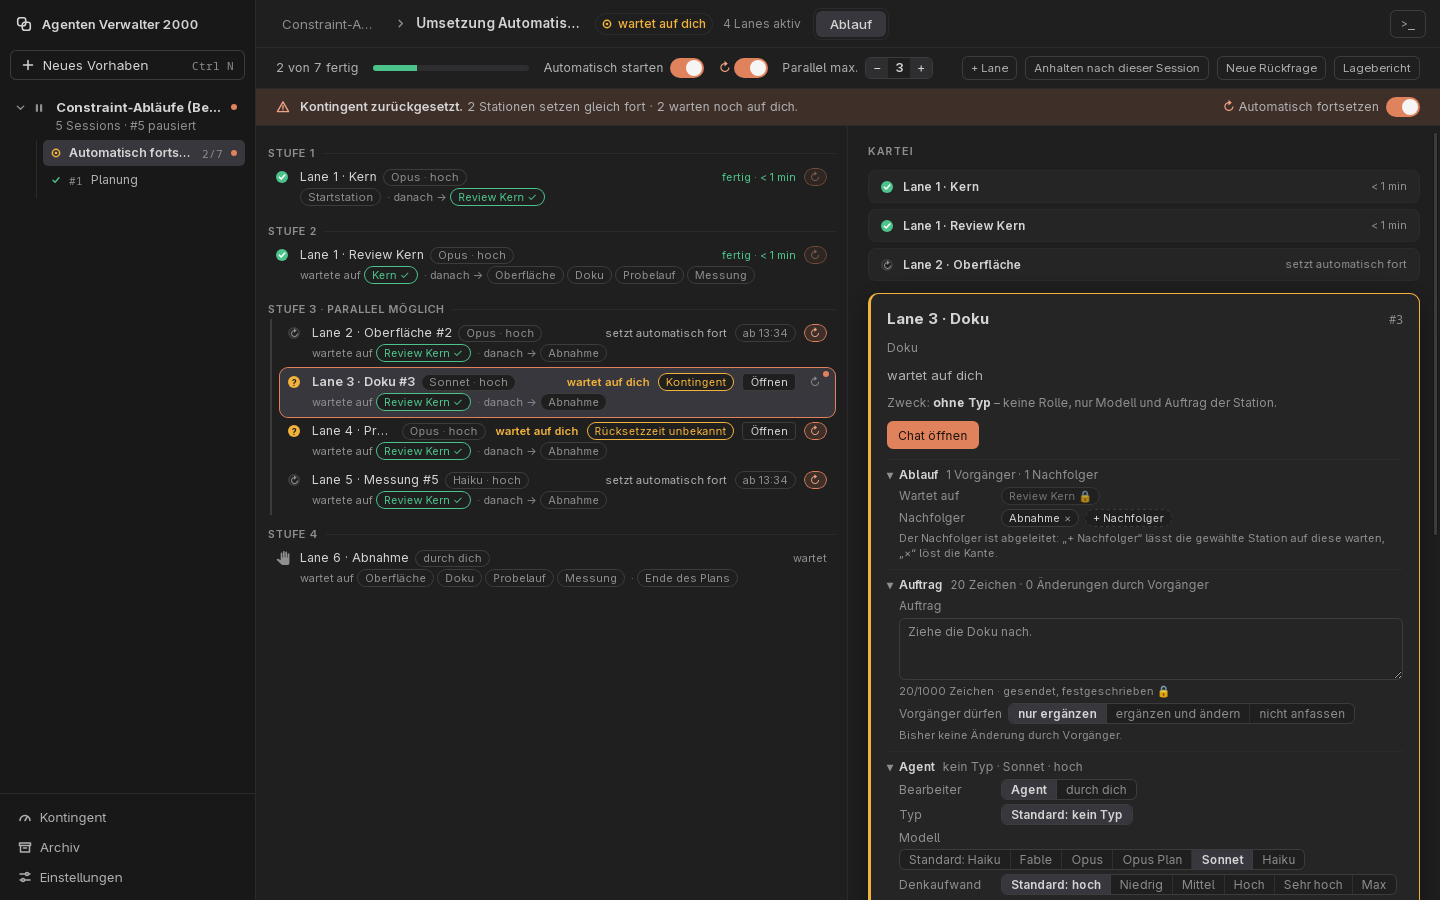 Agenten Verwalter 2000
Neues Vorhaben Ctrl N
Constraint-Abläufe (Be...
5 Sessions · #5 pausiert
Automatisch forts... 2/7
#1 Planung
Kontingent
Archiv
Einstellungen
Constraint-A... Umsetzung Automatis... wartet auf dich 4 Lanes aktiv Ablauf >_
2 von 7 fertig Automatisch starten Parallel max. − 3 + + Lane Anhalten nach dieser Session Neue Rückfrage Lagebericht
Kontingent zurückgesetzt. 2 Stationen setzen gleich fort · 2 warten noch auf dich. Automatisch fortsetzen
STUFE 1
Lane 1 · Kern Opus · hoch fertig · < 1 min
Startstation · danach → Review Kern ✓
STUFE 2
Lane 1 · Review Kern Opus · hoch fertig · < 1 min
wartete auf Kern ✓ · danach → Oberfläche Doku Probelauf Messung
STUFE 3 · PARALLEL MÖGLICH
Lane 2 · Oberfläche #2 Opus · hoch setzt automatisch fort ab 13:34
wartete auf Review Kern ✓ · danach → Abnahme
Lane 3 · Doku #3 Sonnet · hoch wartet auf dich Kontingent Öffnen
wartete auf Review Kern ✓ · danach → Abnahme
Lane 4 · Pr... Opus · hoch wartet auf dich Rücksetzzeit unbekannt Öffnen
wartete auf Review Kern ✓ · danach → Abnahme
Lane 5 · Messung #5 Haiku · hoch setzt automatisch fort ab 13:34
wartete auf Review Kern ✓ · danach → Abnahme
STUFE 4
Lane 6 · Abnahme durch dich wartet
wartet auf Oberfläche Doku Probelauf Messung · Ende des Plans
KARTEI
Lane 1 · Kern < 1 min
Lane 1 · Review Kern < 1 min
Lane 2 · Oberfläche setzt automatisch fort
Lane 3 · Doku #3
Doku
wartet auf dich
Zweck: ohne Typ – keine Rolle, nur Modell und Auftrag der Station.
Chat öffnen
▾ Ablauf 1 Vorgänger · 1 Nachfolger
Wartet auf Review Kern 🔒
Nachfolger Abnahme × + Nachfolger
Der Nachfolger ist abgeleitet: „+ Nachfolger“ lässt die gewählte Station auf diese warten,
„×“ löst die Kante.
▾ Auftrag 20 Zeichen · 0 Änderungen durch Vorgänger
Auftrag
Ziehe die Doku nach.
20/1000 Zeichen · gesendet, festgeschrieben 🔒
Vorgänger dürfen nur ergänzen ergänzen und ändern nicht anfassen
Bisher keine Änderung durch Vorgänger.
▾ Agent kein Typ · Sonnet · hoch
Bearbeiter Agent durch dich
Typ Standard: kein Typ
Modell
Standard: Haiku Fable Opus Opus Plan Sonnet Haiku
Denkaufwand Standard: hoch Niedrig Mittel Hoch Sehr hoch Max